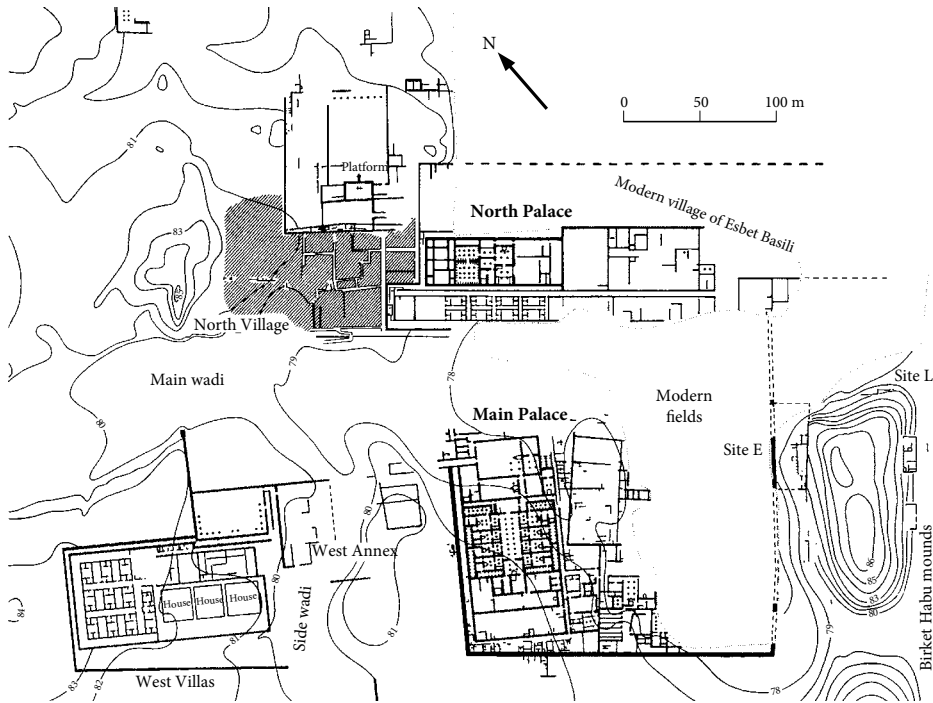 N
0 50 100 m
81
Platform
Modern village of Esbet Basili
North Palace
83
North Village
79
Main wadi
78
Modern
fields
Site L
Main Palace
80
Site E
80
West Annex
86
85
83
80
House House House
80
84
81
81
79
Side wadi
Birket Habu mounds
83
82
West Villas
78